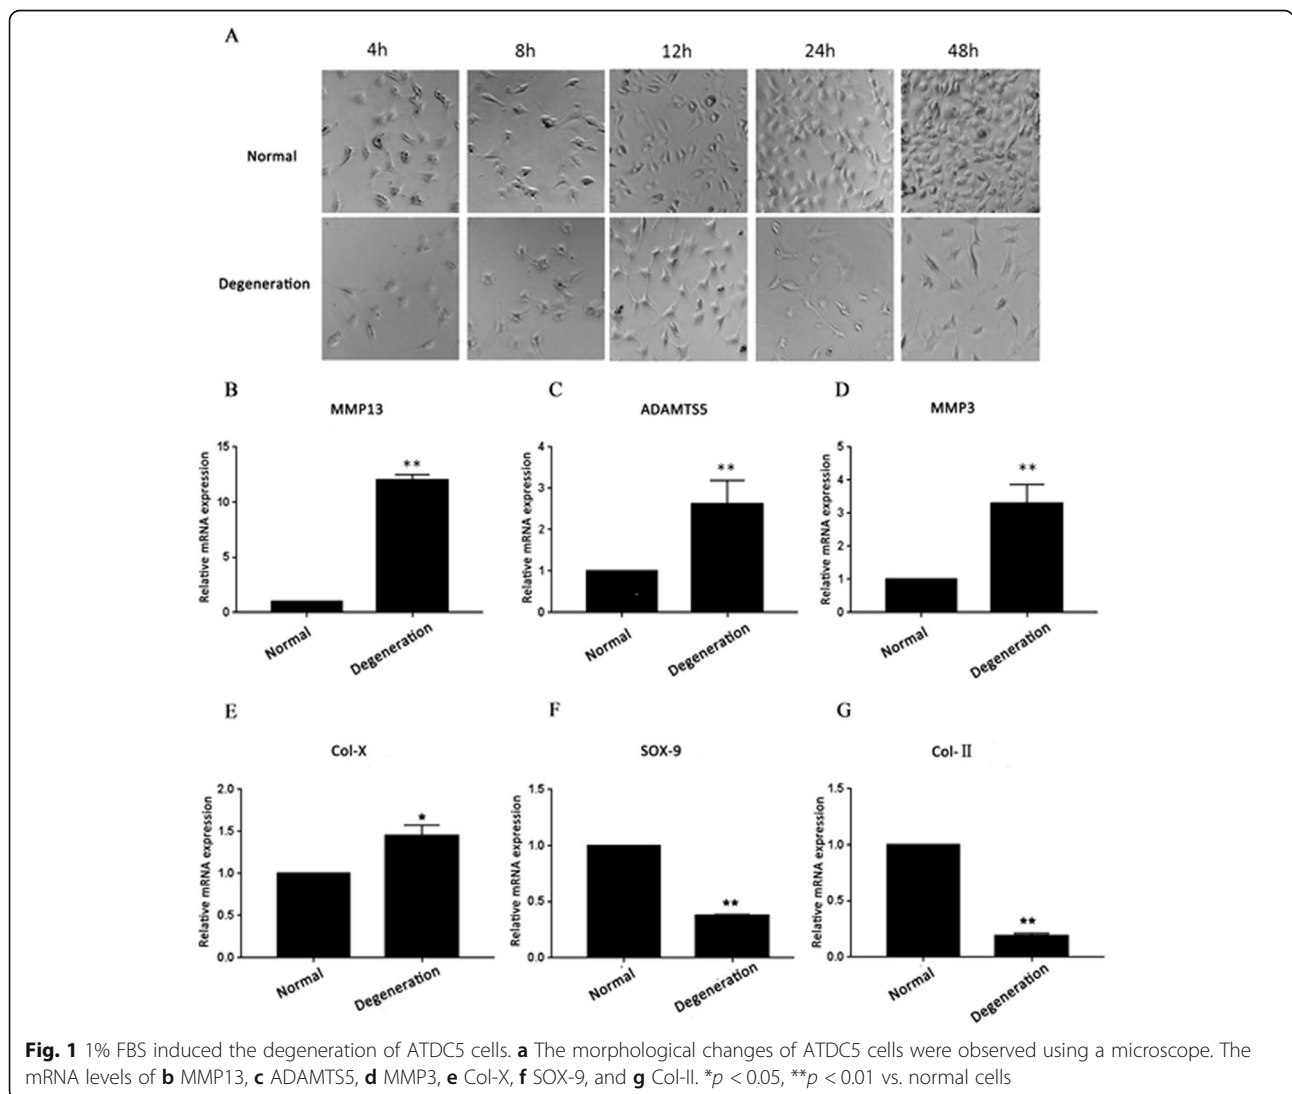 A
4h 8h 12h 24h 48h
Normal
Degeneration
B C D
MMP13 ADAMTS5 MMP3
Relative mRNA expression
15
10
5
0
Normal Degeneration
**
Relative mRNA expression
4
3
2
1
0
Normal Degeneration
**
Relative mRNA expression
5
4
3
2
1
0
Normal Degeneration
**
E F G
Col-X SOX-9 Col-Ⅱ
Relative mRNA expression
2.0
1.5
1.0
0.5
0.0
Normal Degeneration
*
Relative mRNA expression
1.5
1.0
0.5
0.0
Normal Degeneration
**
Relative mRNA expression
1.5
1.0
0.5
0.0
Normal Degeneration
**
Fig. 1 1% FBS induced the degeneration of ATDC5 cells. a The morphological changes of ATDC5 cells were observed using a microscope. The
mRNA levels of b MMP13, c ADAMTS5, d MMP3, e Col-X, f SOX-9, and g Col-II. *p < 0.05, **p < 0.01 vs. normal cells